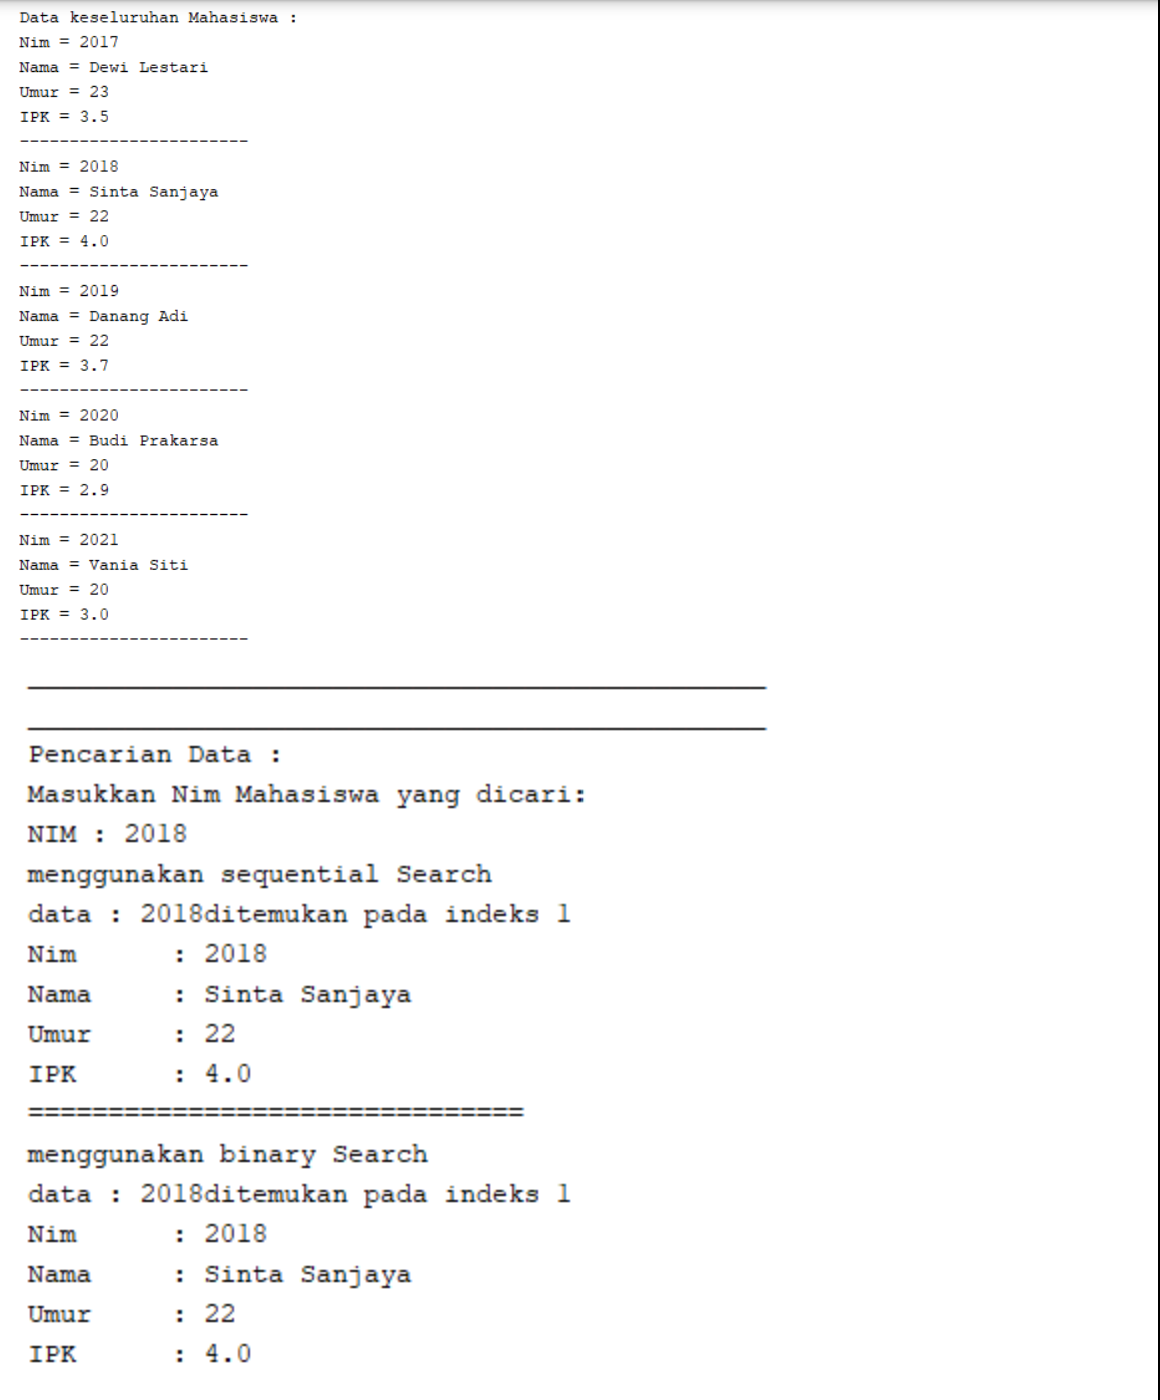 Data keseluruhan Mahasiswa :
Nim = 2017
Nama = Dewi Lestari
Umur = 23
IPK = 3.5
-----------------------
Nim = 2018
Nama = Sinta Sanjaya
Umur = 22
IPK = 4.0
-----------------------
Nim = 2019
Nama = Danang Adi
Umur = 22
IPK = 3.7
-----------------------
Nim = 2020
Nama = Budi Prakarsa
Umur = 20
IPK = 2.9
-----------------------
Nim = 2021
Nama = Vania Siti
Umur = 20
IPK = 3.0
-----------------------
______________________________________________
______________________________________________
Pencarian Data :
Masukkan Nim Mahasiswa yang dicari:
NIM : 2018
menggunakan sequential Search
data : 2018ditemukan pada indeks 1
Nim      : 2018
Nama     : Sinta Sanjaya
Umur     : 22
IPK      : 4.0
===============================
menggunakan binary Search
data : 2018ditemukan pada indeks 1
Nim      : 2018
Nama     : Sinta Sanjaya
Umur     : 22
IPK      : 4.0